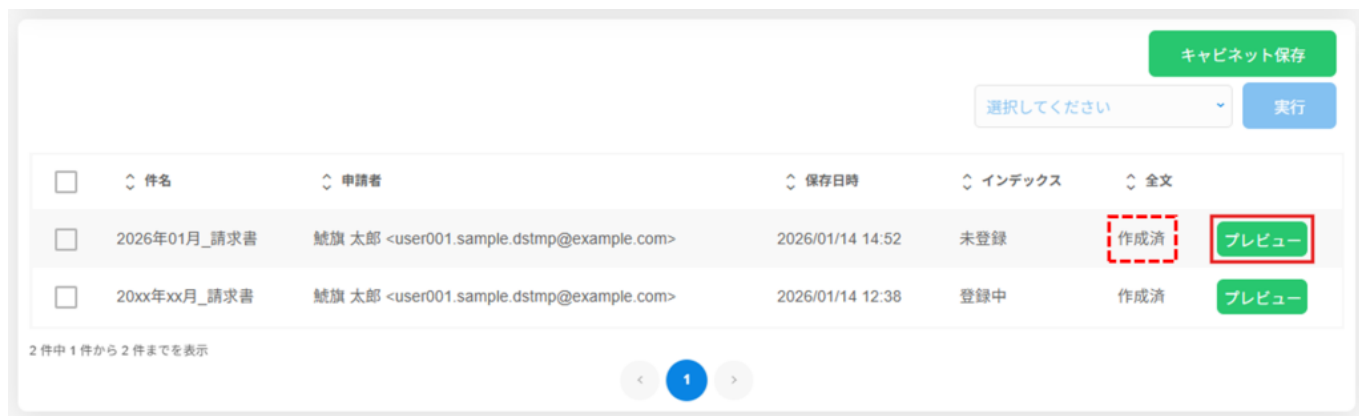 キャビネット保存
選択してください 実行
件名 申請者 保存日時 インデックス 全文
2026年01月_請求書 鯱旗 太郎 <user001.sample.dstmp@example.com> 2026/01/14 14:52 未登録 作成済 プレビュー
20xx年xx月_請求書 鯱旗 太郎 <user001.sample.dstmp@example.com> 2026/01/14 12:38 登録中 作成済 プレビュー
2 件中 1 件から 2 件までを表示
< 1 >